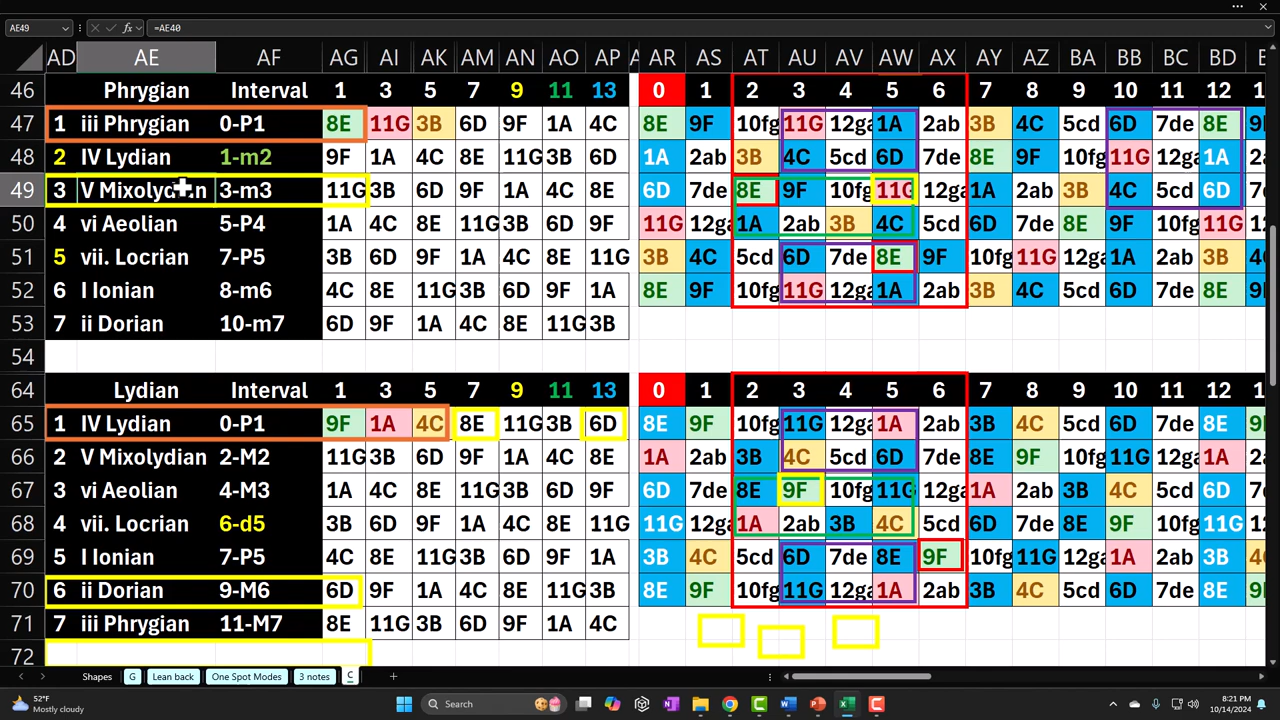 AE49 fx =AE40
AD AE AF AG AI AK AM AN AO AP A AR AS AT AU AV AW AX AY AZ BA BB BC BD B
46 Phrygian Interval 1 3 5 7 9 11 13 0 1 2 3 4 5 6 7 8 9 10 11 12 1
47 1 iii Phrygian 0-P1 8E 11G 3B 6D 9F 1A 4C 8E 9F 10fg 11G 12ga 1A 2ab 3B 4C 5cd 6D 7de 8E 9
48 2 IV Lydian 1-m2 9F 1A 4C 8E 11G 3B 6D 1A 2ab 3B 4C 5cd 6D 7de 8E 9F 10fg 11G 12ga 1A 2
49 3 V Mixolydian 3-m3 11G 3B 6D 9F 1A 4C 8E 6D 7de 8E 9F 10fg 11G 12ga 1A 2ab 3B 4C 5cd 6D 7
50 4 vi Aeolian 5-P4 1A 4C 8E 11G 3B 6D 9F 11G 12ga 1A 2ab 3B 4C 5cd 6D 7de 8E 9F 10fg 11G 1
51 5 vii. Locrian 7-P5 3B 6D 9F 1A 4C 8E 11G 3B 4C 5cd 6D 7de 8E 9F 10fg 11G 12ga 1A 2ab 3B 4
52 6 I Ionian 8-m6 4C 8E 11G 3B 6D 9F 1A 8E 9F 10fg 11G 12ga 1A 2ab 3B 4C 5cd 6D 7de 8E 9
53 7 ii Dorian 10-m7 6D 9F 1A 4C 8E 11G 3B
54
64 Lydian Interval 1 3 5 7 9 11 13 0 1 2 3 4 5 6 7 8 9 10 11 12 1
65 1 IV Lydian 0-P1 9F 1A 4C 8E 11G 3B 6D 8E 9F 10fg 11G 12ga 1A 2ab 3B 4C 5cd 6D 7de 8E 9
66 2 V Mixolydian 2-M2 11G 3B 6D 9F 1A 4C 8E 1A 2ab 3B 4C 5cd 6D 7de 8E 9F 10fg 11G 12ga 1A 2
67 3 vi Aeolian 4-M3 1A 4C 8E 11G 3B 6D 9F 6D 7de 8E 9F 10fg 11G 12ga 1A 2ab 3B 4C 5cd 6D 7
68 4 vii. Locrian 6-d5 3B 6D 9F 1A 4C 8E 11G 11G 12ga 1A 2ab 3B 4C 5cd 6D 7de 8E 9F 10fg 11G 1
69 5 I Ionian 7-P5 4C 8E 11G 3B 6D 9F 1A 3B 4C 5cd 6D 7de 8E 9F 10fg 11G 12ga 1A 2ab 3B 4
70 6 ii Dorian 9-M6 6D 9F 1A 4C 8E 11G 3B 8E 9F 10fg 11G 12ga 1A 2ab 3B 4C 5cd 6D 7de 8E 9
71 7 iii Phrygian 11-M7 8E 11G 3B 6D 9F 1A 4C
72
Shapes G Lean back One Spot Modes 3 notes C
52°F
Mostly cloudy
Search
8:21 PM
10/14/2024